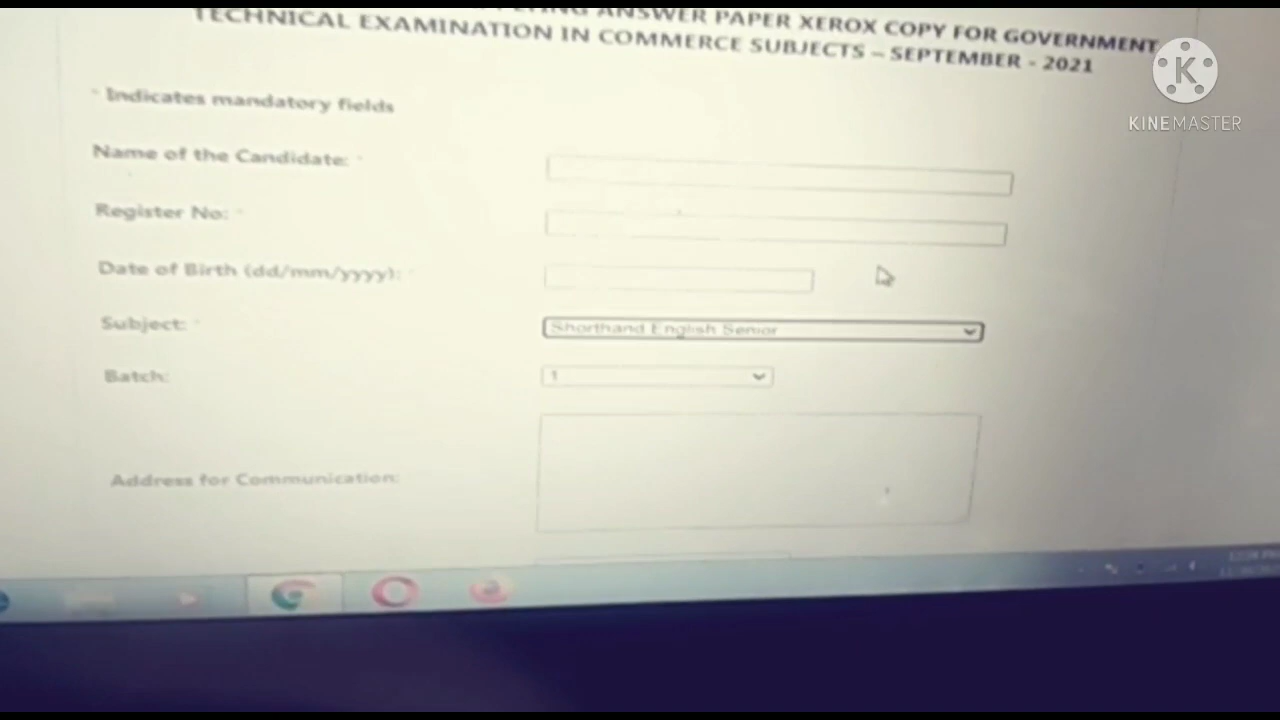 ANSWER PAPER XEROX COPY FOR GOVERNMENT
TECHNICAL EXAMINATION IN COMMERCE SUBJECTS – SEPTEMBER - 2021
* Indicates mandatory fields
Name of the Candidate: *
Register No: *
Date of Birth (dd/mm/yyyy): *
Subject: *
Shorthand English Senior
Batch:
1
Address for Communication:
K
KINEMASTER